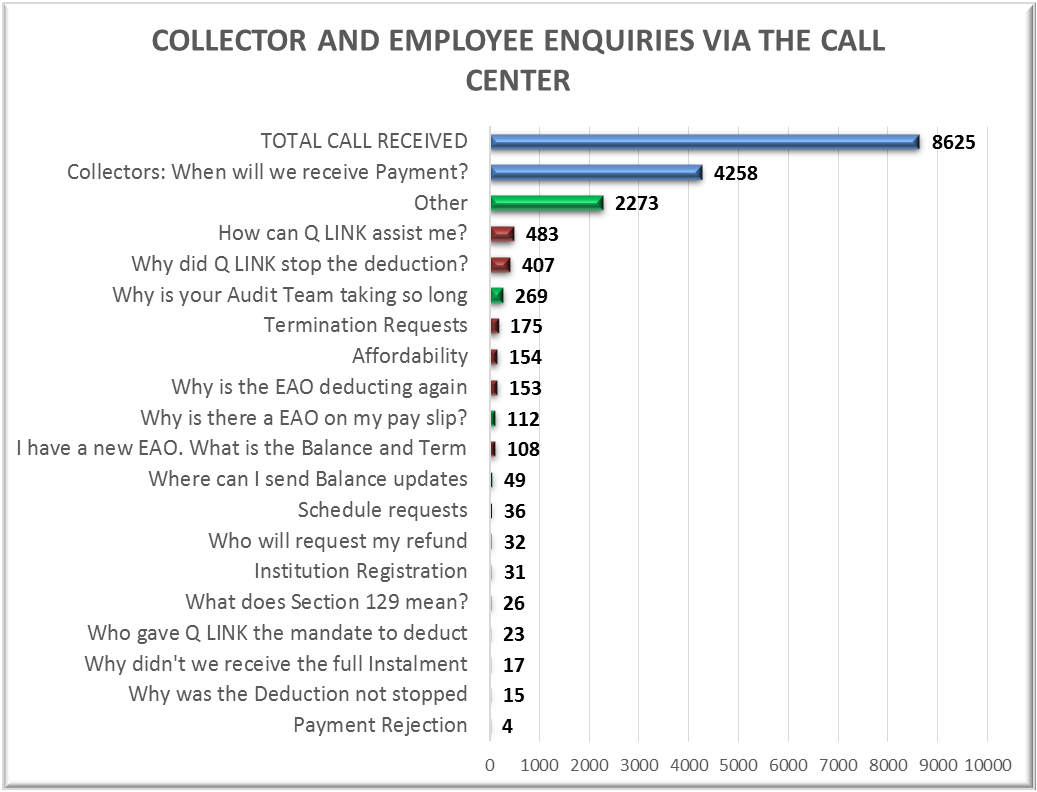 COLLECTOR AND EMPLOYEE ENQUIRIES VIA THE CALL
CENTER
TOTAL CALL RECEIVED 8625
Collectors: When will we receive Payment? 4258
Other 2273
How can Q LINK assist me? 483
Why did Q LINK stop the deduction? 407
Why is your Audit Team taking so long 269
Termination Requests 175
Affordability 154
Why is the EAO deducting again 153
Why is there a EAO on my pay slip? 112
I have a new EAO. What is the Balance and Term 108
Where can I send Balance updates 49
Schedule requests 36
Who will request my refund 32
Institution Registration 31
What does Section 129 mean? 26
Who gave Q LINK the mandate to deduct 23
Why didn't we receive the full Instalment 17
Why was the Deduction not stopped 15
Payment Rejection 4
0 1000 2000 3000 4000 5000 6000 7000 8000 9000 10000